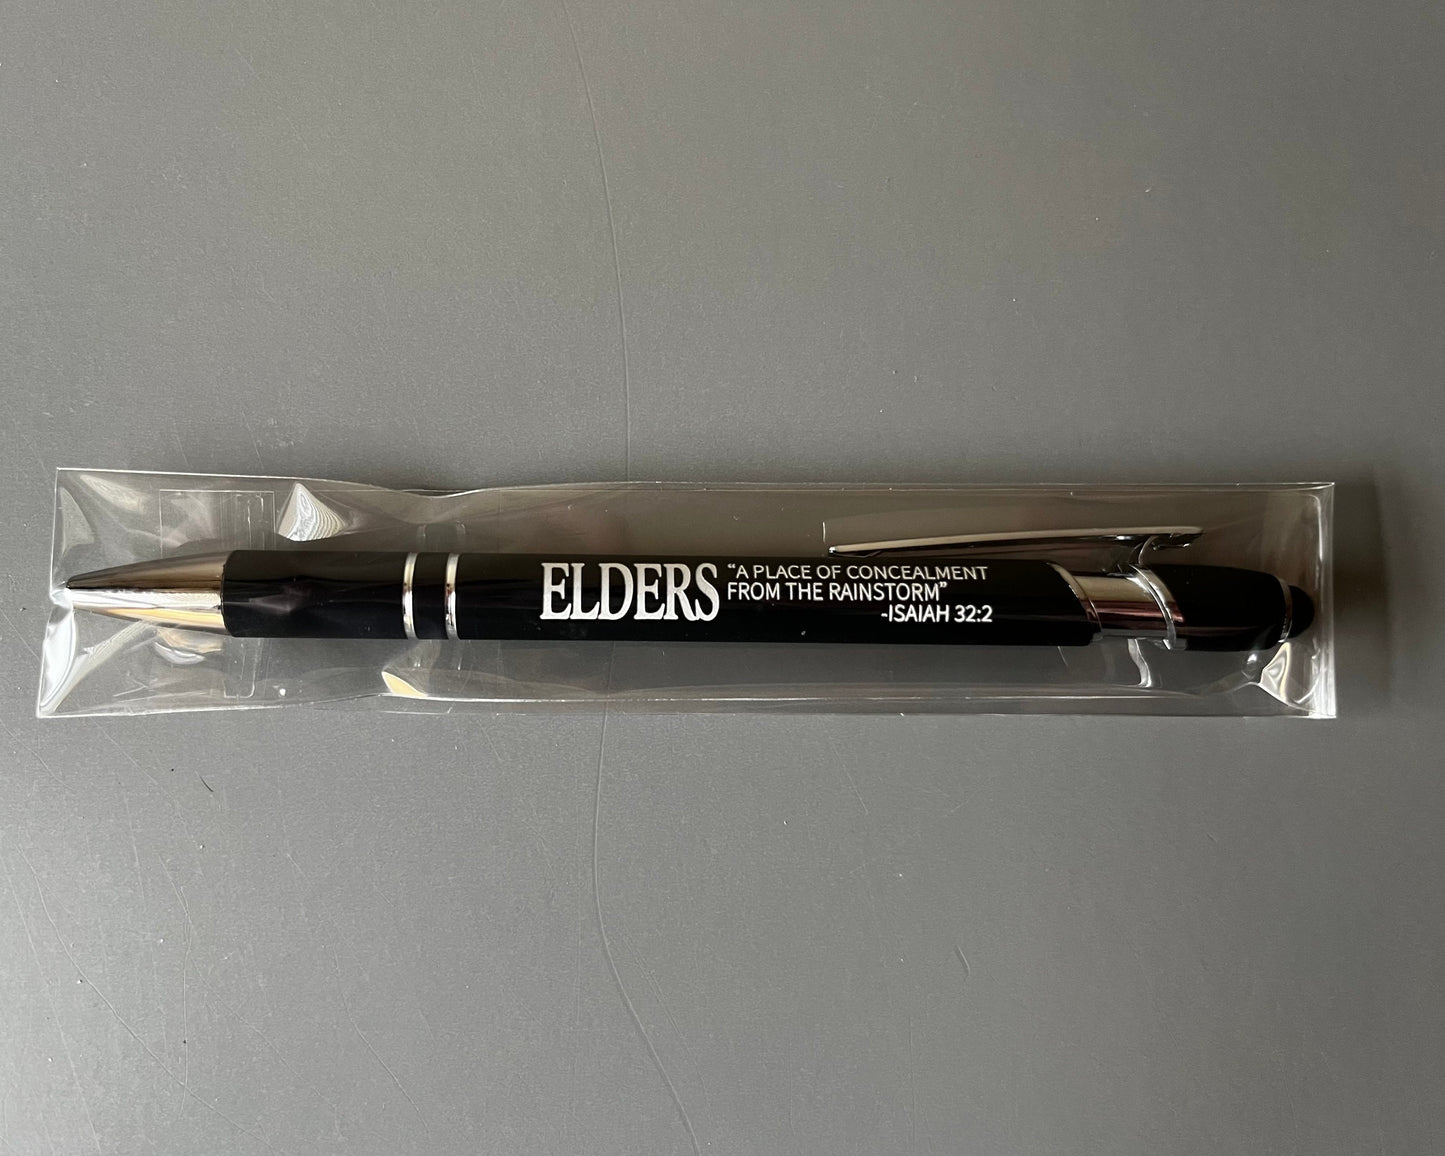 ELDERS
“A PLACE OF CONCEALMENT
FROM THE RAINSTORM”
-ISAIAH 32:2